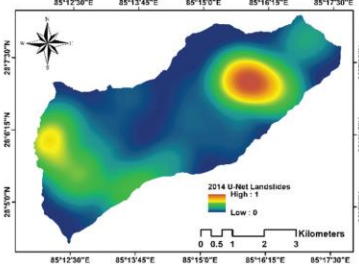 85°12'30"E 85°13'45"E 85°15'0"E 85°16'15"E 85°17'30"E
N
W E
S
28°7'30"N
28°6'15"N
28°5'0"N
2014 U-Net Landslides
High : 1
Low : 0
Kilometers
0 0.5 1 2 3
85°12'30"E 85°13'45"E 85°15'0"E 85°16'15"E 85°17'30"E